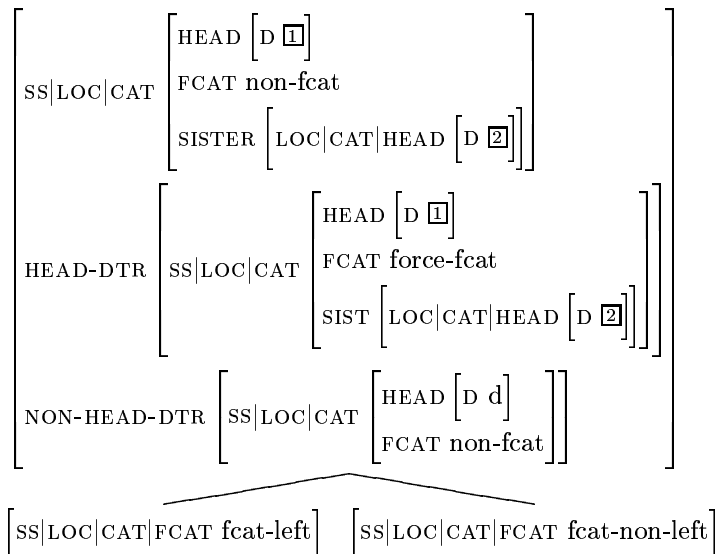 HEAD [D 1]
SS|LOC|CAT FCAT non-fcat
SISTER [LOC|CAT|HEAD [D 2]]
HEAD [D 1]
HEAD-DTR [SS|LOC|CAT FCAT force-fcat
SIST [LOC|CAT|HEAD [D 2]]
HEAD [D d]
NON-HEAD-DTR [SS|LOC|CAT FCAT non-fcat]]
[SS|LOC|CAT|FCAT fcat-left] [SS|LOC|CAT|FCAT fcat-non-left]